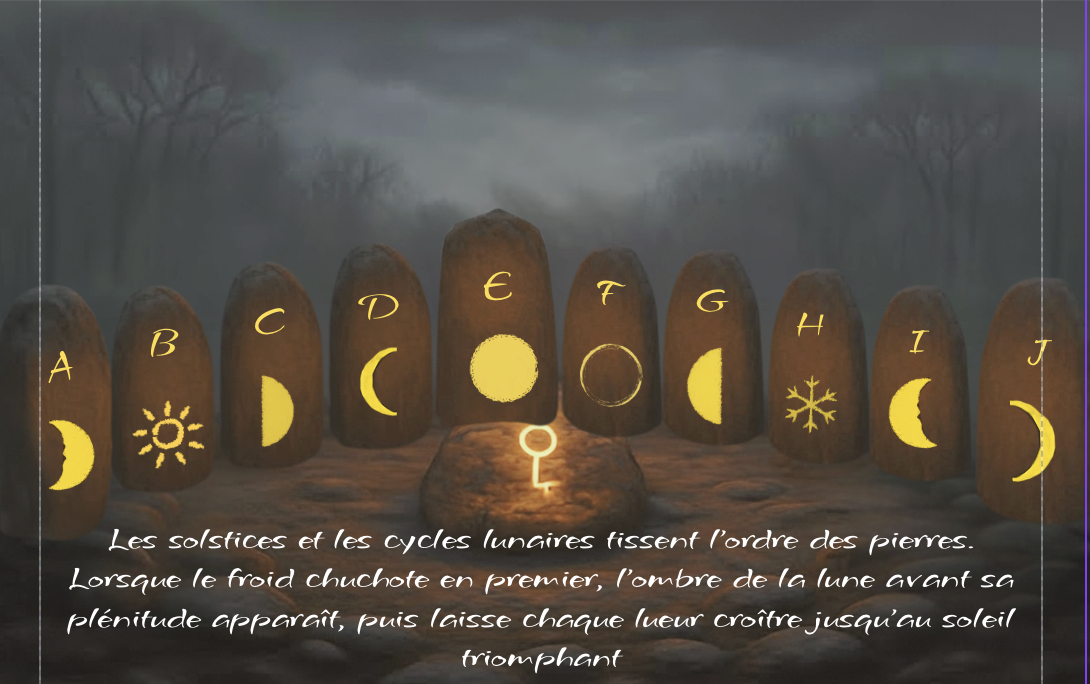 A B C D E F G H I J
Les solstices et les cycles lunaires tissent l'ordre des pierres.
Lorsque le froid chuchote en premier, l'ombre de la lune avant sa
plénitude apparaît, puis laisse chaque lueur croître jusqu'au soleil
triomphant